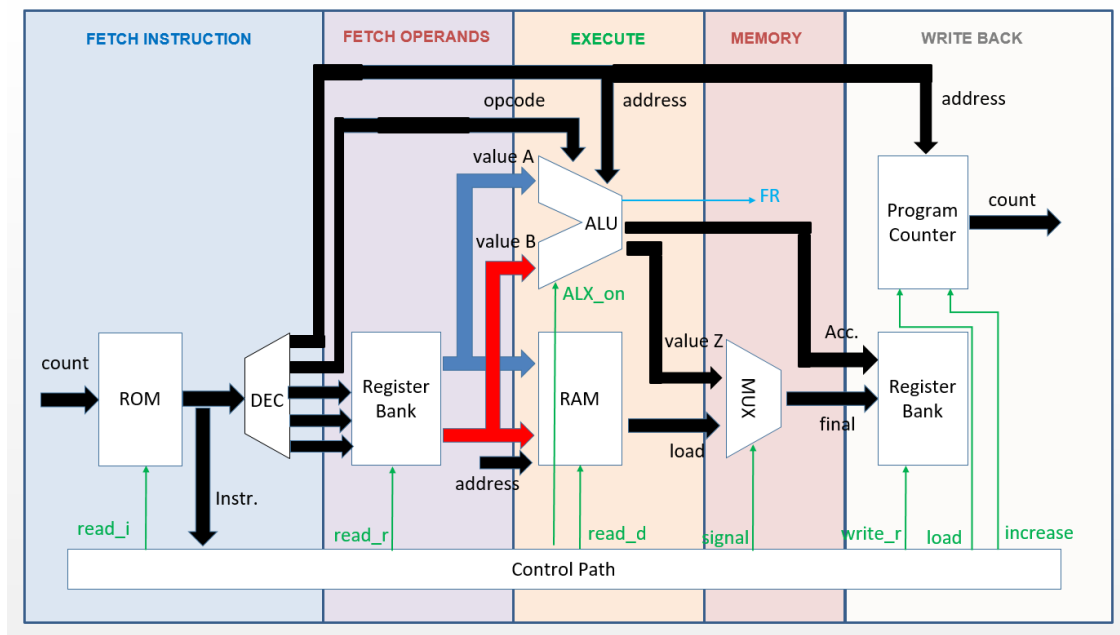 FETCH INSTRUCTION
FETCH OPERANDS
EXECUTE
MEMORY
WRITE BACK
opcode
address
address
value A
FR
Program
Counter
count
ALU
value B
ALX_on
count
ROM
DEC
Register
Bank
RAM
value Z
MUX
Acc.
Register
Bank
final
load
address
Instr.
read_i
read_r
read_d
signal
write_r
load
increase
Control Path